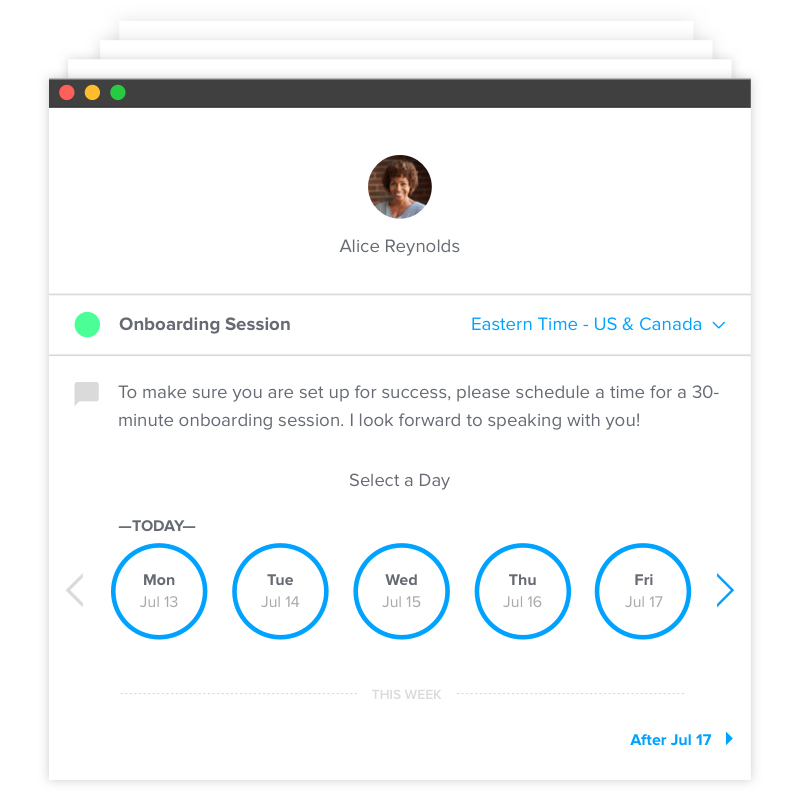 Alice Reynolds
Onboarding Session
Eastern Time - US & Canada
To make sure you are set up for success, please schedule a time for a 30-
minute onboarding session. I look forward to speaking with you!
Select a Day
—TODAY—
Mon Tue Wed Thu Fri
Jul 13 Jul 14 Jul 15 Jul 16 Jul 17
THIS WEEK
After Jul 17